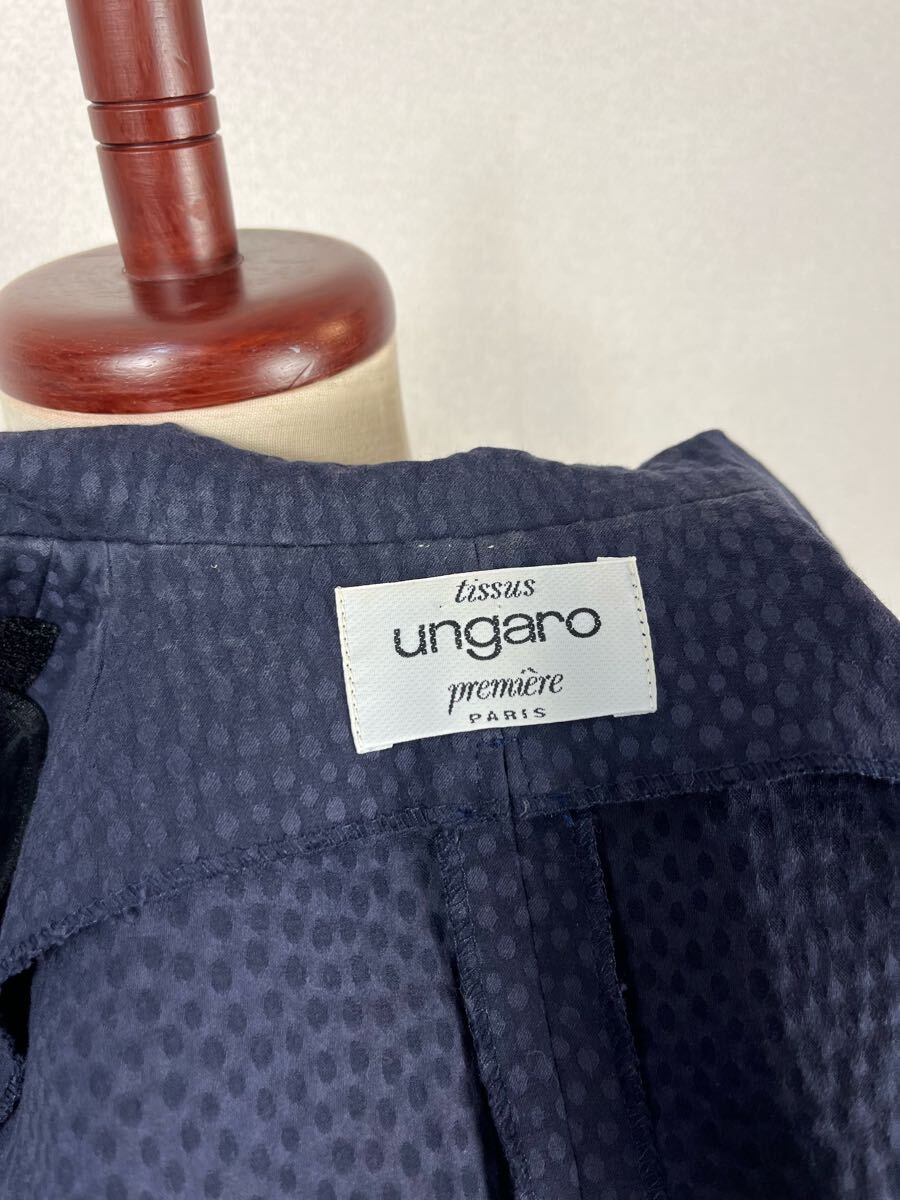 tissus
ungaro
première
PARIS